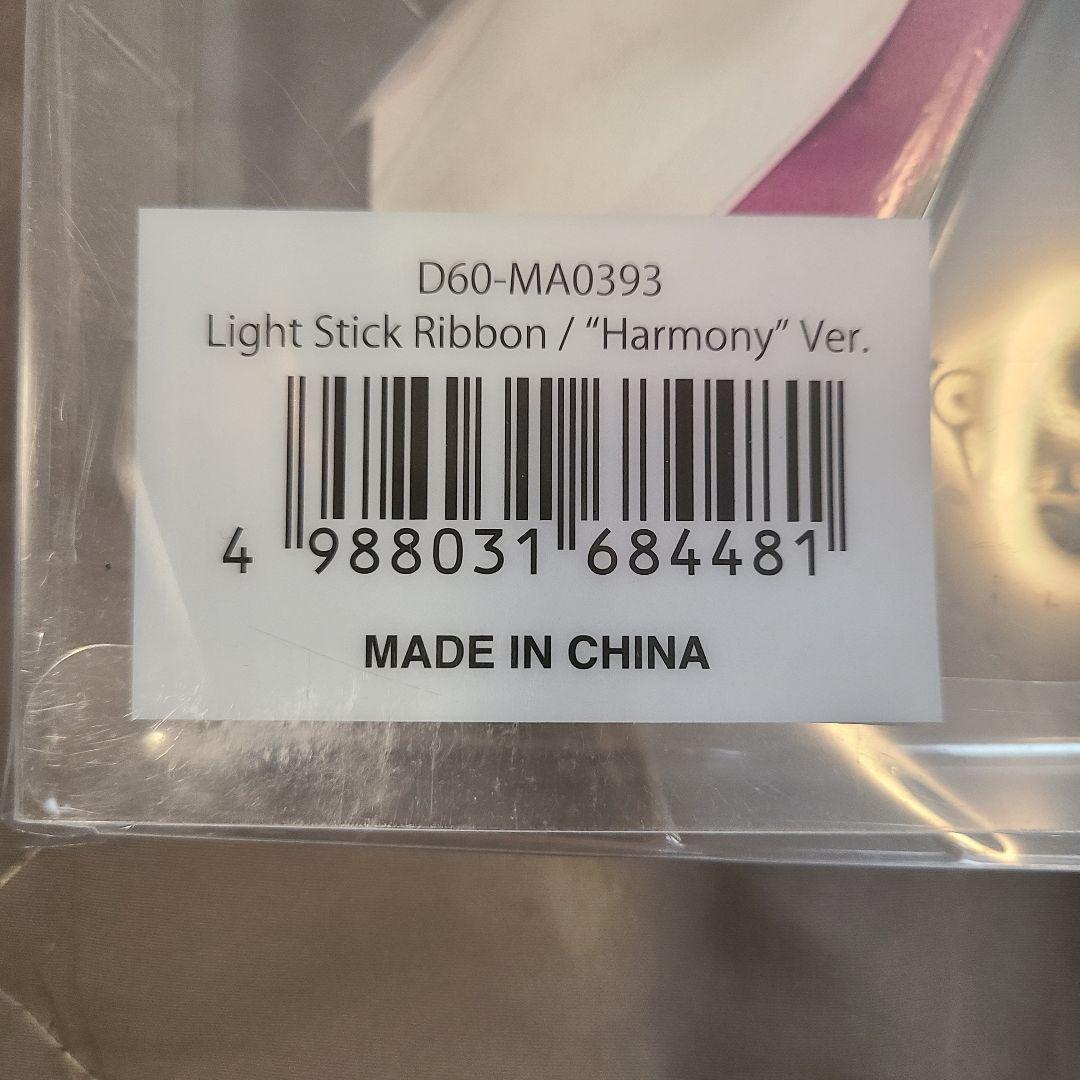 D60-MA0393
Light Stick Ribbon / “Harmony” Ver.
4 988031 684481
MADE IN CHINA